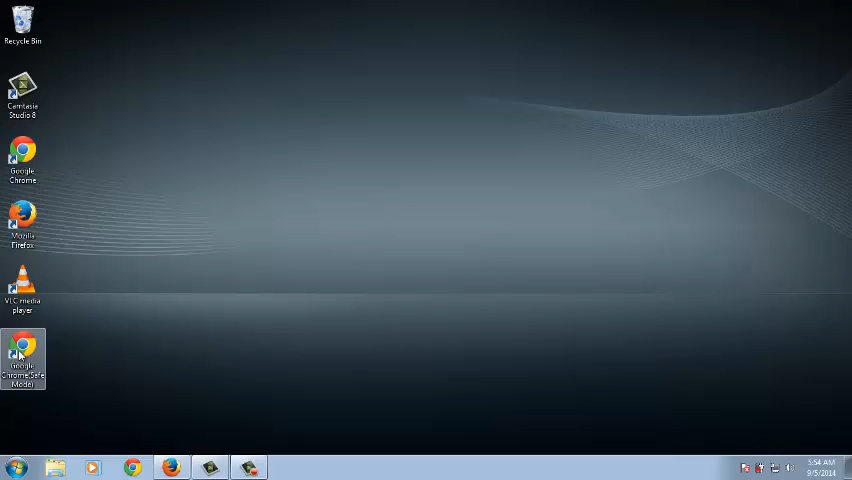 Recycle Bin
Camtasia
Studio 8
Google
Chrome
Mozilla
Firefox
VLC media
player
Google
Chrome(Safe
Mode)
5:54 AM
9/5/2014